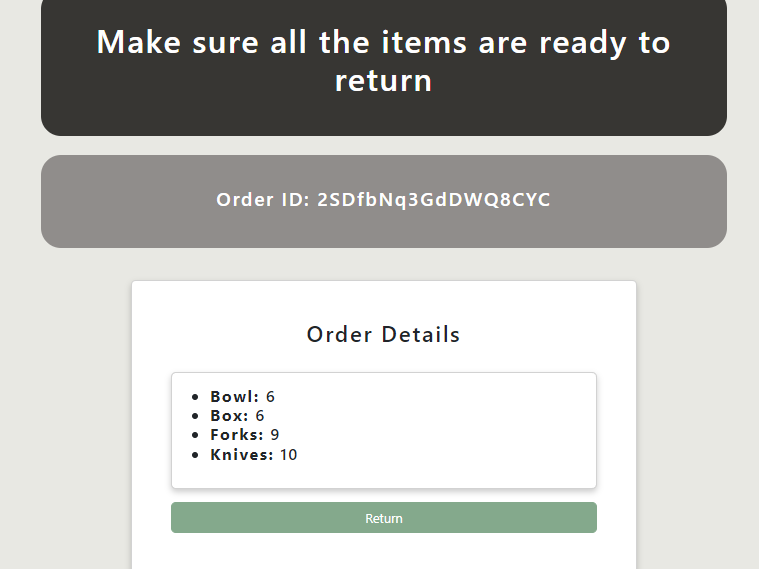 Make sure all the items are ready to
return
Order ID: 2SDfbNq3GdDWQ8CYC
Order Details
Bowl: 6
Box: 6
Forks: 9
Knives: 10
Return